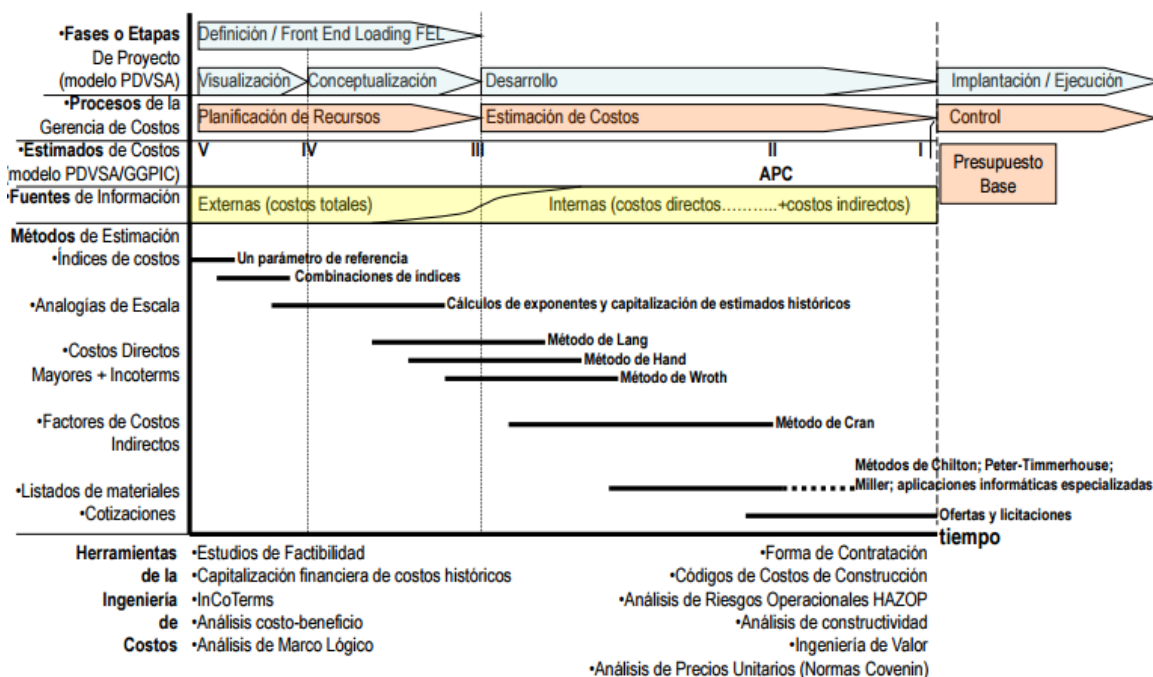 •Fases o Etapas
De Proyecto
(modelo PDVSA)
Definición / Front End Loading FEL
Visualización
Conceptualización
Desarrollo
Implantación / Ejecución
•Procesos de la
Gerencia de Costos
Planificación de Recursos
Estimación de Costos
Control
•Estimados de Costos
(modelo PDVSA/GGPIC)
V
IV
III
II
I
APC
Presupuesto
Base
•Fuentes de Información
Externas (costos totales)
Internas (costos directos...........+costos indirectos)
Métodos de Estimación
•Índices de costos
Un parámetro de referencia
Combinaciones de índices
•Analogías de Escala
Cálculos de exponentes y capitalización de estimados históricos
•Costos Directos
Mayores + Incoterms
Método de Lang
Método de Hand
Método de Wroth
•Factores de Costos
Indirectos
Método de Cran
•Listados de materiales
Métodos de Chilton; Peter-Timmerhouse;
Miller; aplicaciones informáticas especializadas
•Cotizaciones
Ofertas y licitaciones
tiempo
Herramientas
de la
Ingeniería
de
Costos
•Estudios de Factibilidad
•Capitalización financiera de costos históricos
•InCoTerms
•Análisis costo-beneficio
•Análisis de Marco Lógico
•Forma de Contratación
•Códigos de Costos de Construcción
•Análisis de Riesgos Operacionales HAZOP
•Análisis de constructividad
•Ingeniería de Valor
•Análisis de Precios Unitarios (Normas Covenin)